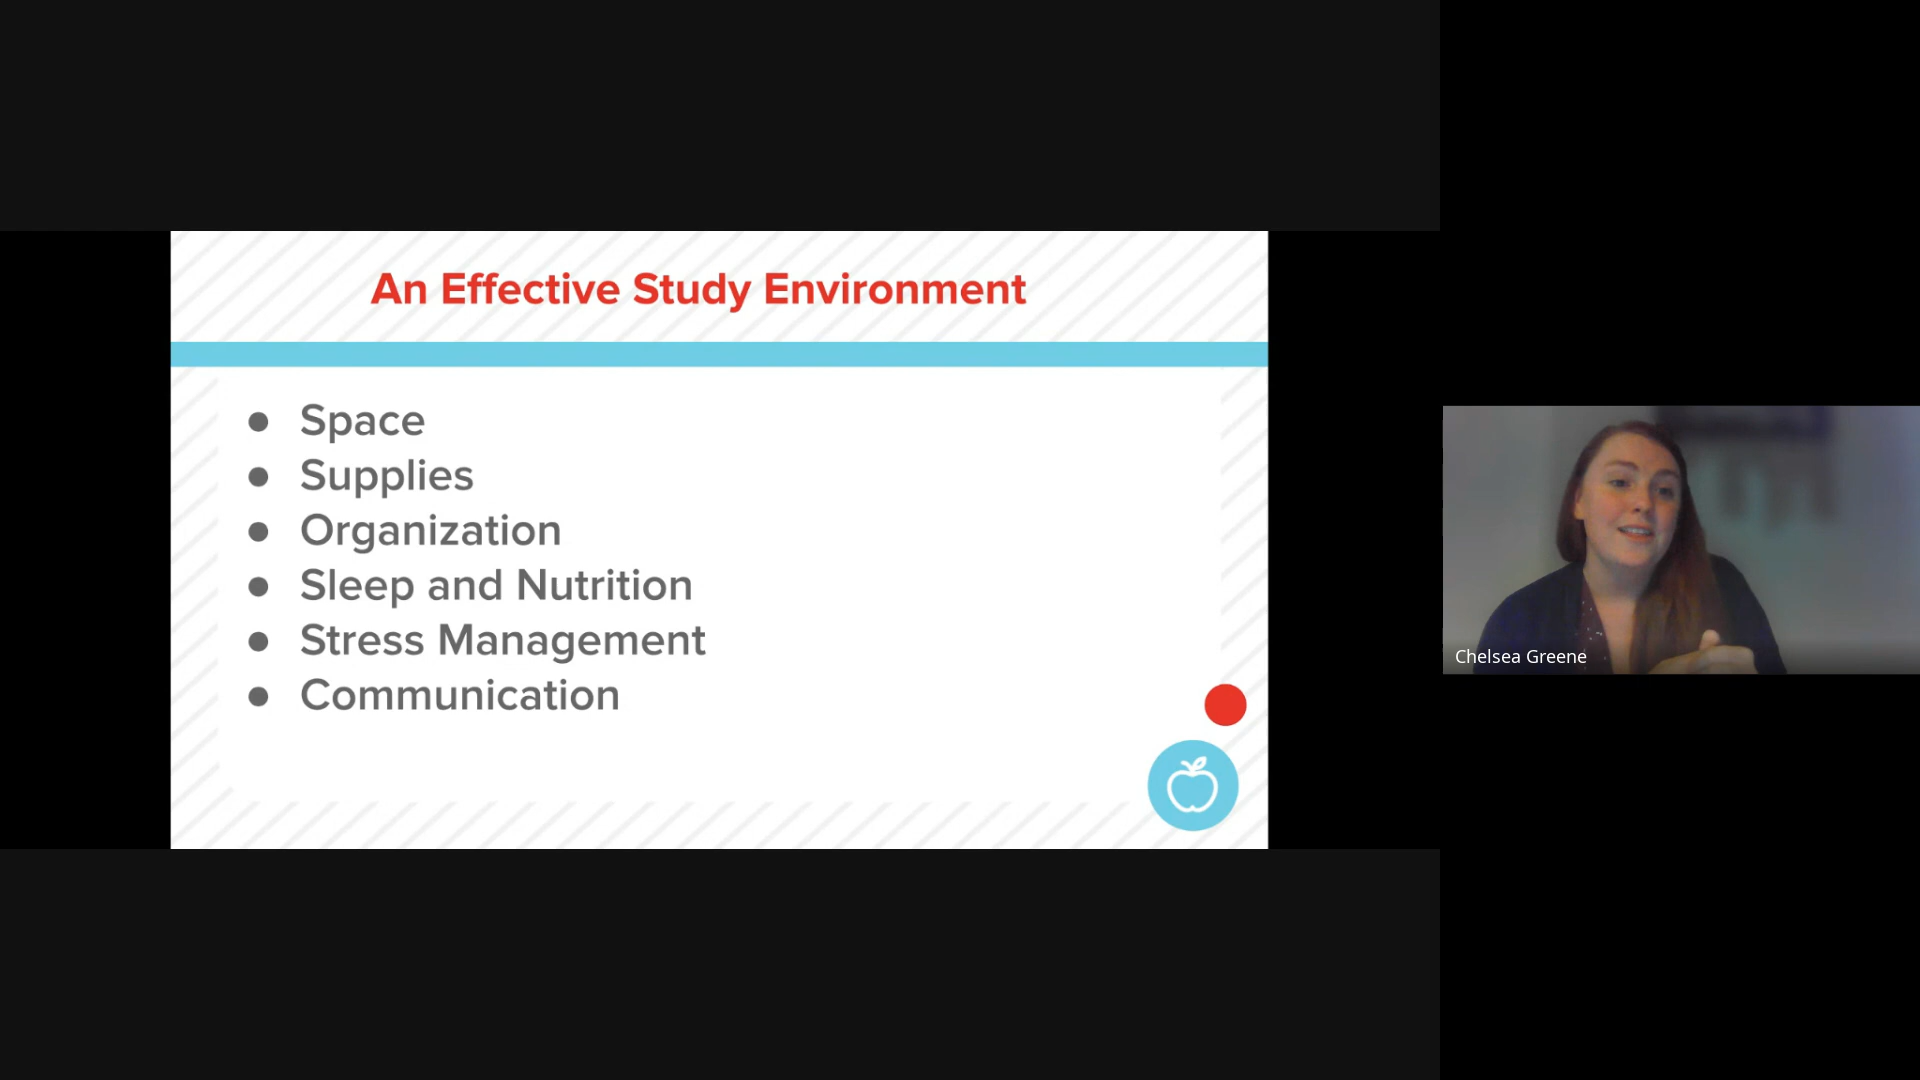 An Effective Study Environment
● Space
● Supplies
● Organization
● Sleep and Nutrition
● Stress Management
● Communication
Chelsea Greene